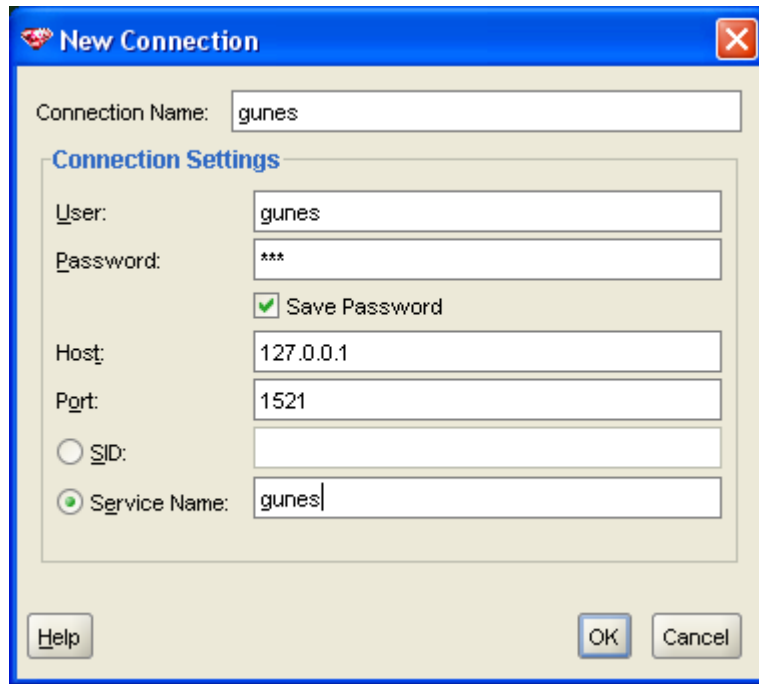 New Connection
Connection Name: gunes
Connection Settings
User: gunes
Password: ***
Save Password
Host: 127.0.0.1
Port: 1521
SID:
Service Name: gunes
Help OK Cancel